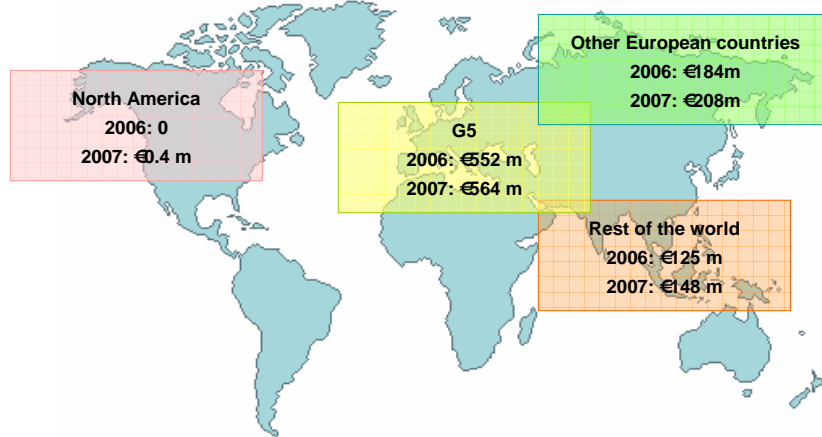 Other European countries
2006: €184m
2007: €208m
North America
2006: 0
2007: €0.4 m
G5
2006: €552 m
2007: €564 m
Rest of the world
2006: €125 m
2007: €148 m